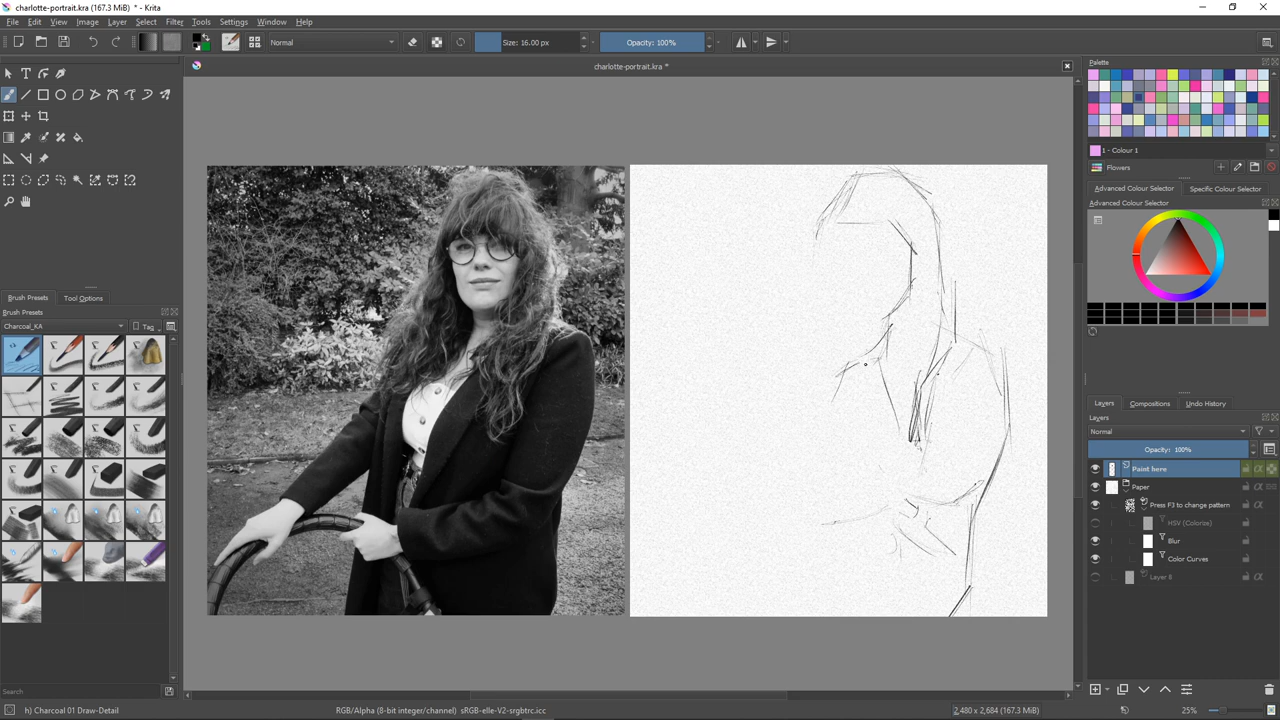 charlotte-portrait.kra (167.3 MiB) * - Krita
File Edit View Image Layer Select Filter Tools Settings Window Help
Normal
Size: 16.00 px
Opacity: 100%
charlotte-portrait.kra *
Palette
1 - Colour 1
Flowers
Advanced Colour Selector
Specific Colour Selector
Advanced Colour Selector
Brush Presets
Tool Options
Brush Presets
Charcoal_KA
Tag
Layers
Compositions
Undo History
Layers
Normal
Opacity: 100%
Paint here
Paper
Press F3 to change pattern
HSV (Colorize)
Blur
Color Curves
Layer 8
Search
h) Charcoal 01 Draw-Detail
RGB/Alpha (8-bit integer/channel) sRGB-elle-V2-srgbtrc.icc
2,480 x 2,684 (167.3 MiB)
25%